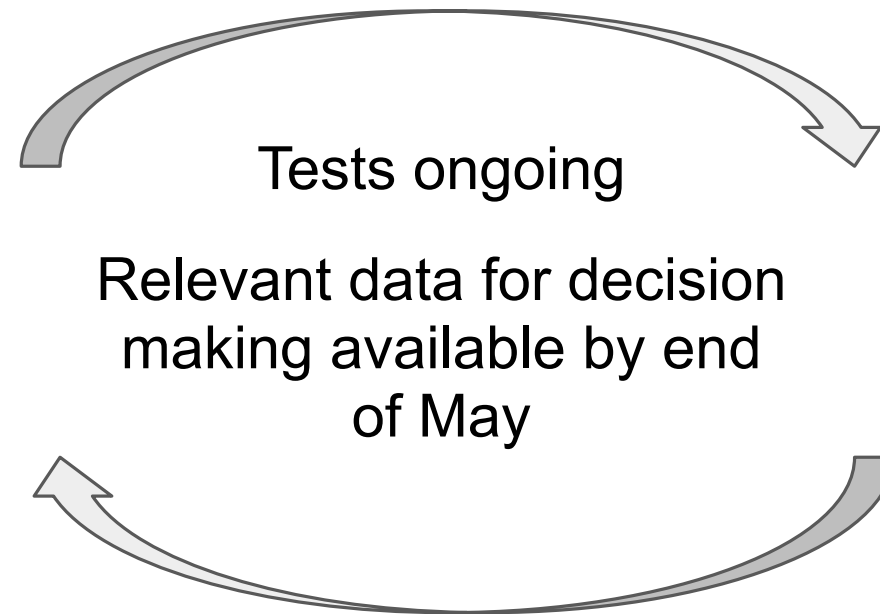 Tests ongoing
Relevant data for decision
making available by end
of May